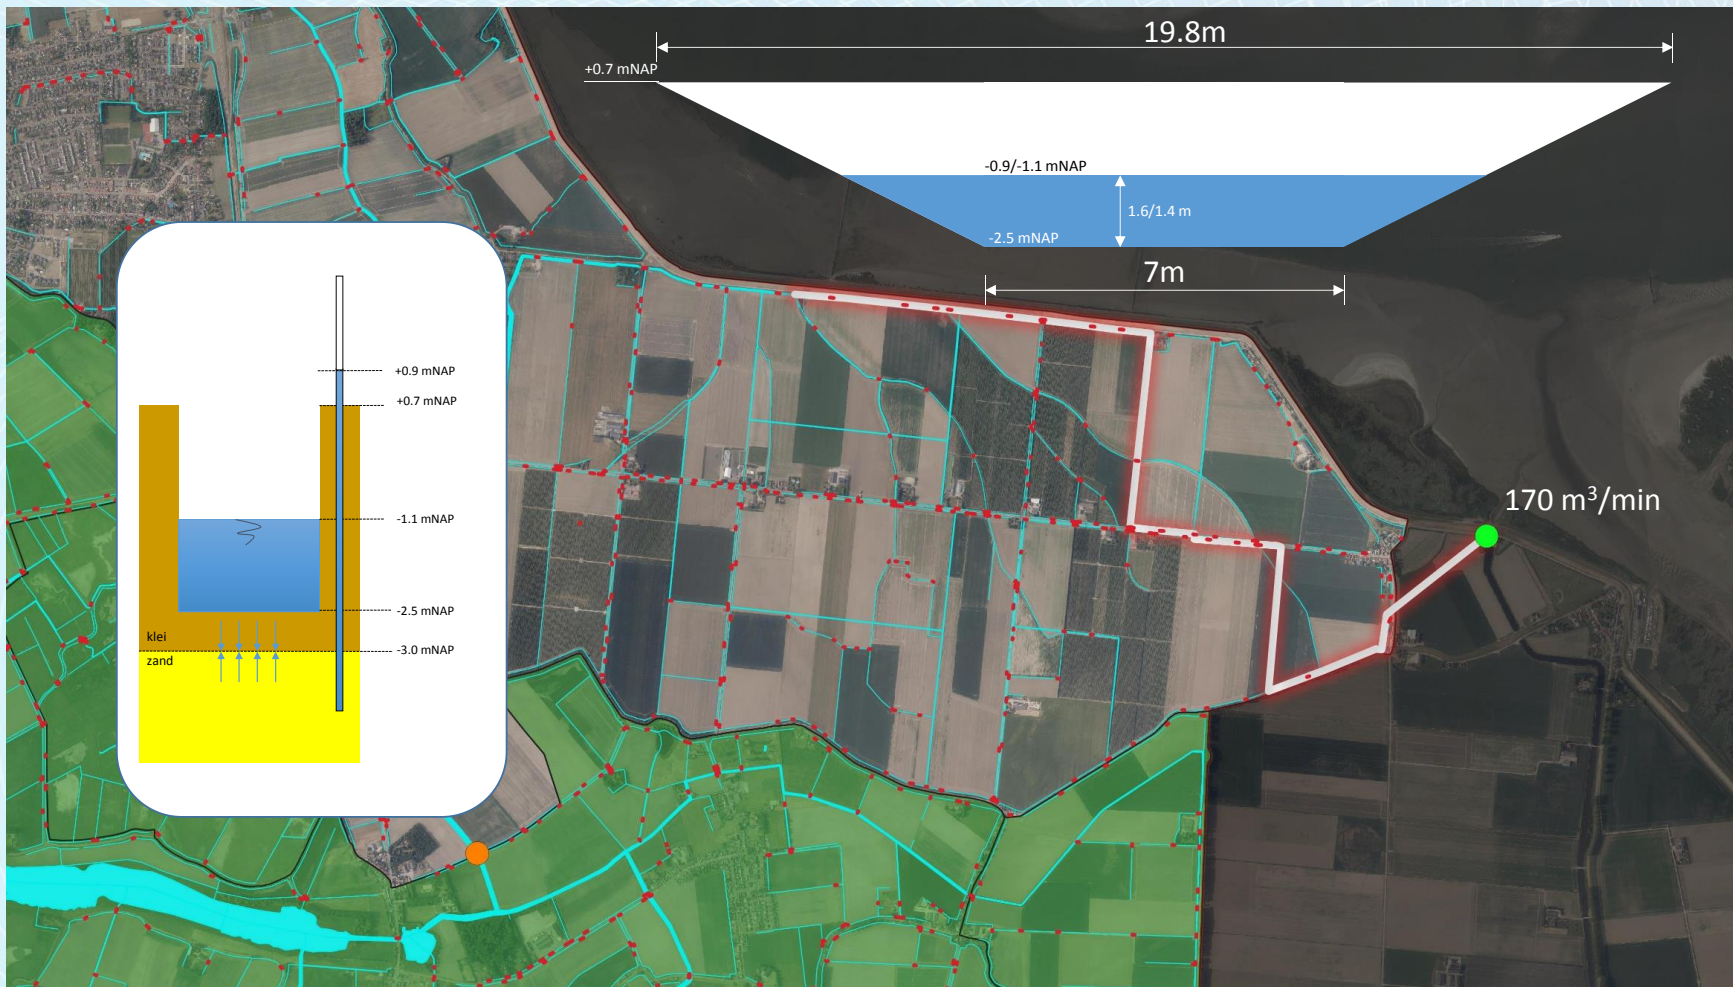 19.8m
+0.7 mNAP
-0.9/-1.1 mNAP
1.6/1.4 m
-2.5 mNAP
7m
170 m³/min
+0.9 mNAP
+0.7 mNAP
-1.1 mNAP
-2.5 mNAP
klei
-3.0 mNAP
zand